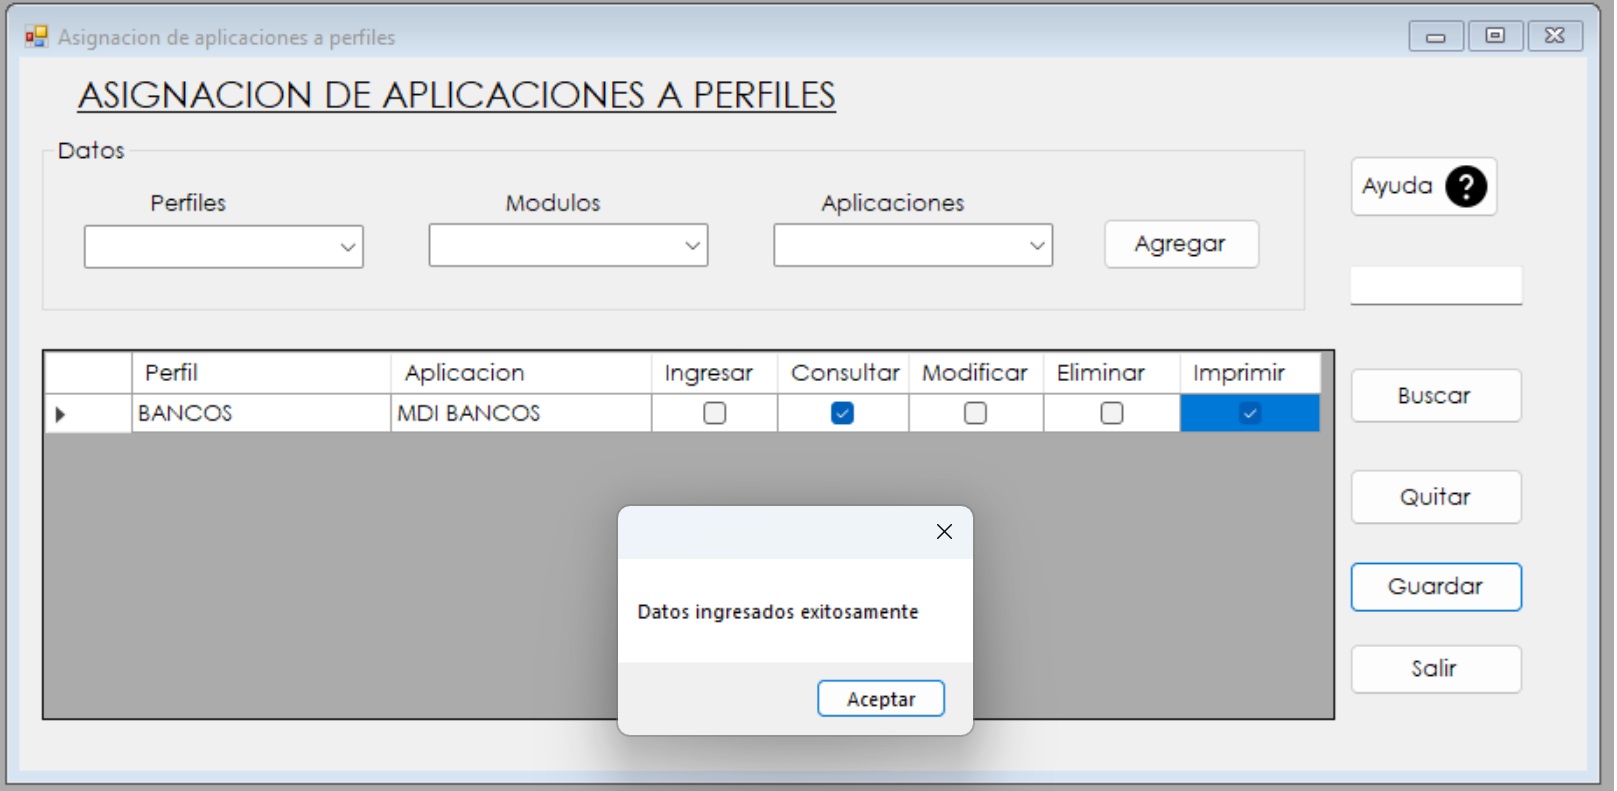 Asignacion de aplicaciones a perfiles
ASIGNACION DE APLICACIONES A PERFILES
Datos
Perfiles Modulos Aplicaciones
Agregar
Ayuda ?
Perfil Aplicacion Ingresar Consultar Modificar Eliminar Imprimir
BANCOS MDI BANCOS
Buscar
Quitar
Guardar
Salir
Datos ingresados exitosamente
Aceptar